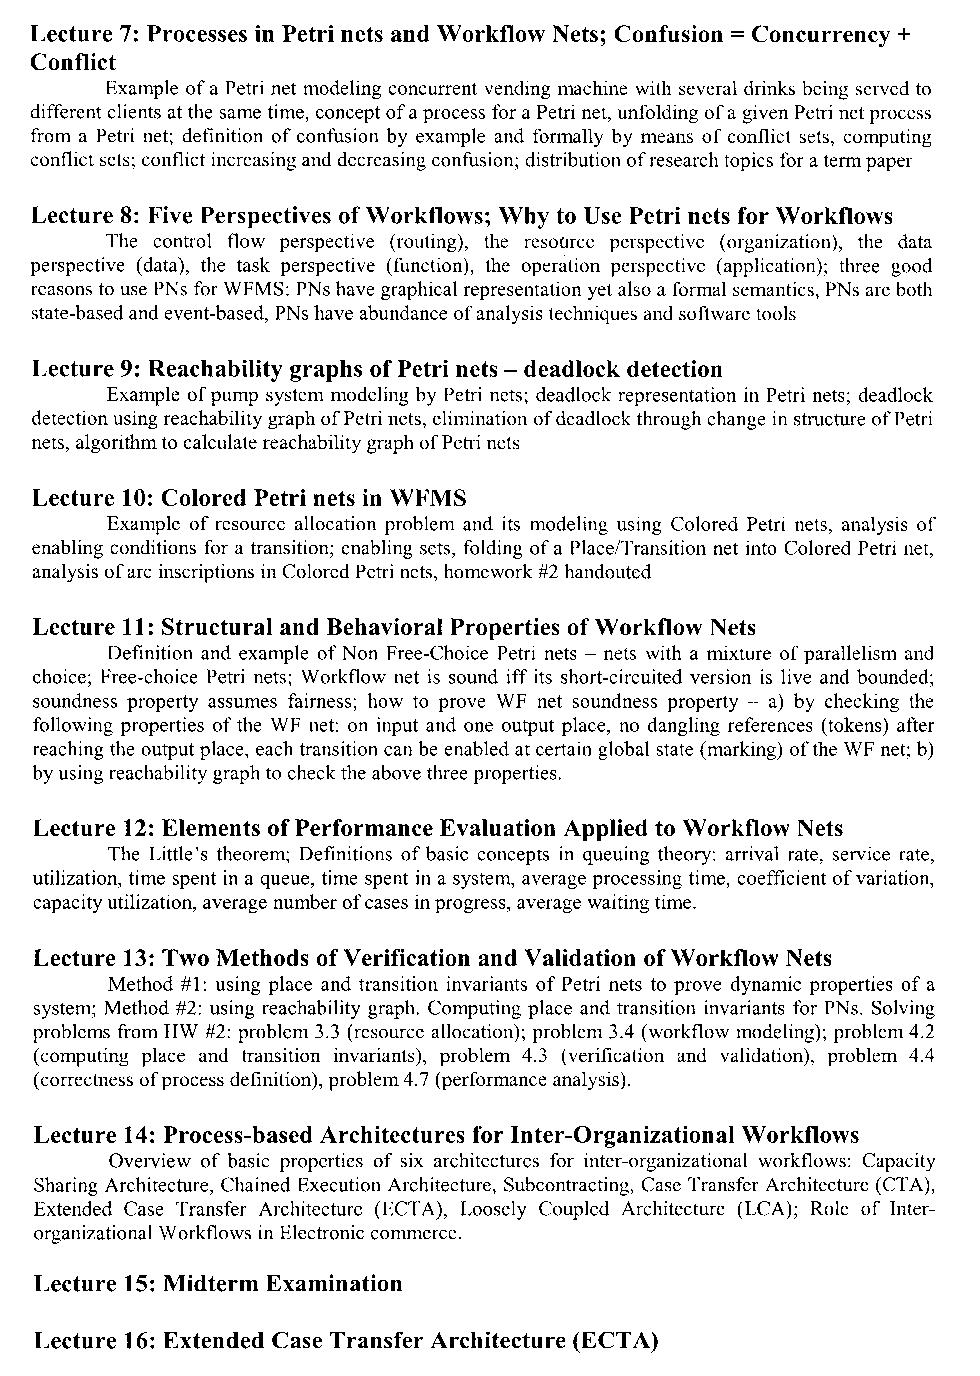 Lecture 7: Processes in Petri nets and Workflow Nets; Confusion = Concurrency +
Conflict
Example of a Petri net modeling concurrent vending machine with several drinks being served to
different clients at the same time, concept of a process for a Petri net, unfolding of a given Petri net process
from a Petri net; definition of confusion by example and formally by means of conflict sets, computing
conflict sets; conflict increasing and decreasing confusion; distribution of research topics for a term paper
Lecture 8: Five Perspectives of Workflows; Why to Use Petri nets for Workflows
The control flow perspective (routing), the resource perspective (organization), the data
perspective (data), the task perspective (function), the operation perspective (application); three good
reasons to use PNs for WFMS: PNs have graphical representation yet also a formal semantics, PNs are both
state-based and event-based, PNs have abundance of analysis techniques and software tools
Lecture 9: Reachability graphs of Petri nets – deadlock detection
Example of pump system modeling by Petri nets; deadlock representation in Petri nets; deadlock
detection using reachability graph of Petri nets, elimination of deadlock through change in structure of Petri
nets, algorithm to calculate reachability graph of Petri nets
Lecture 10: Colored Petri nets in WFMS
Example of resource allocation problem and its modeling using Colored Petri nets, analysis of
enabling conditions for a transition; enabling sets, folding of a Place/Transition net into Colored Petri net,
analysis of arc inscriptions in Colored Petri nets, homework #2 handouted
Lecture 11: Structural and Behavioral Properties of Workflow Nets
Definition and example of Non Free-Choice Petri nets – nets with a mixture of parallelism and
choice; Free-choice Petri nets; Workflow net is sound iff its short-circuited version is live and bounded;
soundness property assumes fairness; how to prove WF net soundness property – a) by checking the
following properties of the WF net: on input and one output place, no dangling references (tokens) after
reaching the output place, each transition can be enabled at certain global state (marking) of the WF net; b)
by using reachability graph to check the above three properties.
Lecture 12: Elements of Performance Evaluation Applied to Workflow Nets
The Little's theorem; Definitions of basic concepts in queuing theory: arrival rate, service rate,
utilization, time spent in a queue, time spent in a system, average processing time, coefficient of variation,
capacity utilization, average number of cases in progress, average waiting time.
Lecture 13: Two Methods of Verification and Validation of Workflow Nets
Method #1: using place and transition invariants of Petri nets to prove dynamic properties of a
system; Method #2: using reachability graph. Computing place and transition invariants for PNs. Solving
problems from HW #2: problem 3.3 (resource allocation); problem 3.4 (workflow modeling); problem 4.2
(computing place and transition invariants), problem 4.3 (verification and validation), problem 4.4
(correctness of process definition), problem 4.7 (performance analysis).
Lecture 14: Process-based Architectures for Inter-Organizational Workflows
Overview of basic properties of six architectures for inter-organizational workflows: Capacity
Sharing Architecture, Chained Execution Architecture, Subcontracting, Case Transfer Architecture (CTA),
Extended Case Transfer Architecture (ECTA), Loosely Coupled Architecture (LCA); Role of Inter-
organizational Workflows in Electronic commerce.
Lecture 15: Midterm Examination
Lecture 16: Extended Case Transfer Architecture (ECTA)